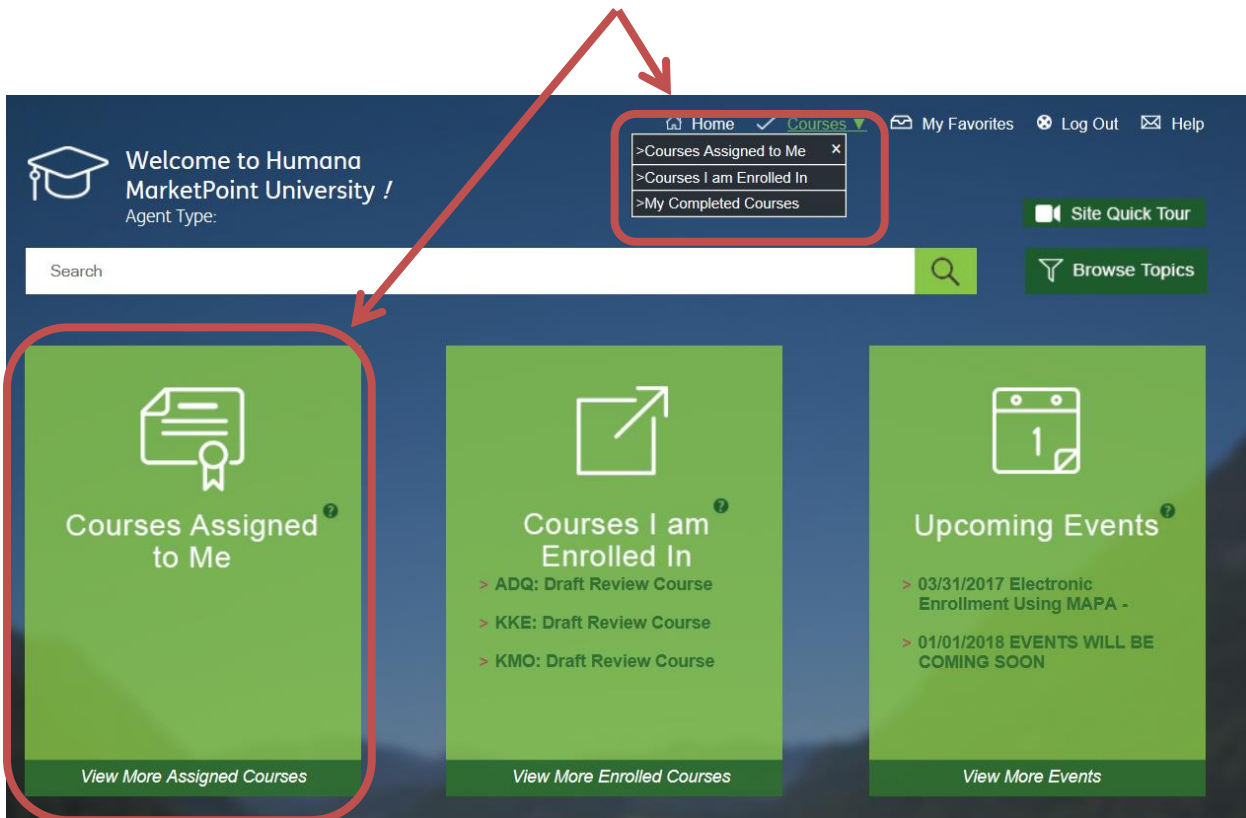 Home Courses ▼ My Favorites Log Out Help
>Courses Assigned to Me ×
>Courses I am Enrolled In
>My Completed Courses
Welcome to Humana
MarketPoint University !
Agent Type:
Site Quick Tour
Search
Browse Topics
Courses Assigned ?
to Me
View More Assigned Courses
Courses I am ?
Enrolled In
> ADQ: Draft Review Course
> KKE: Draft Review Course
> KMO: Draft Review Course
View More Enrolled Courses
1
Upcoming Events ?
> 03/31/2017 Electronic
Enrollment Using MAPA -
> 01/01/2018 EVENTS WILL BE
COMING SOON
View More Events